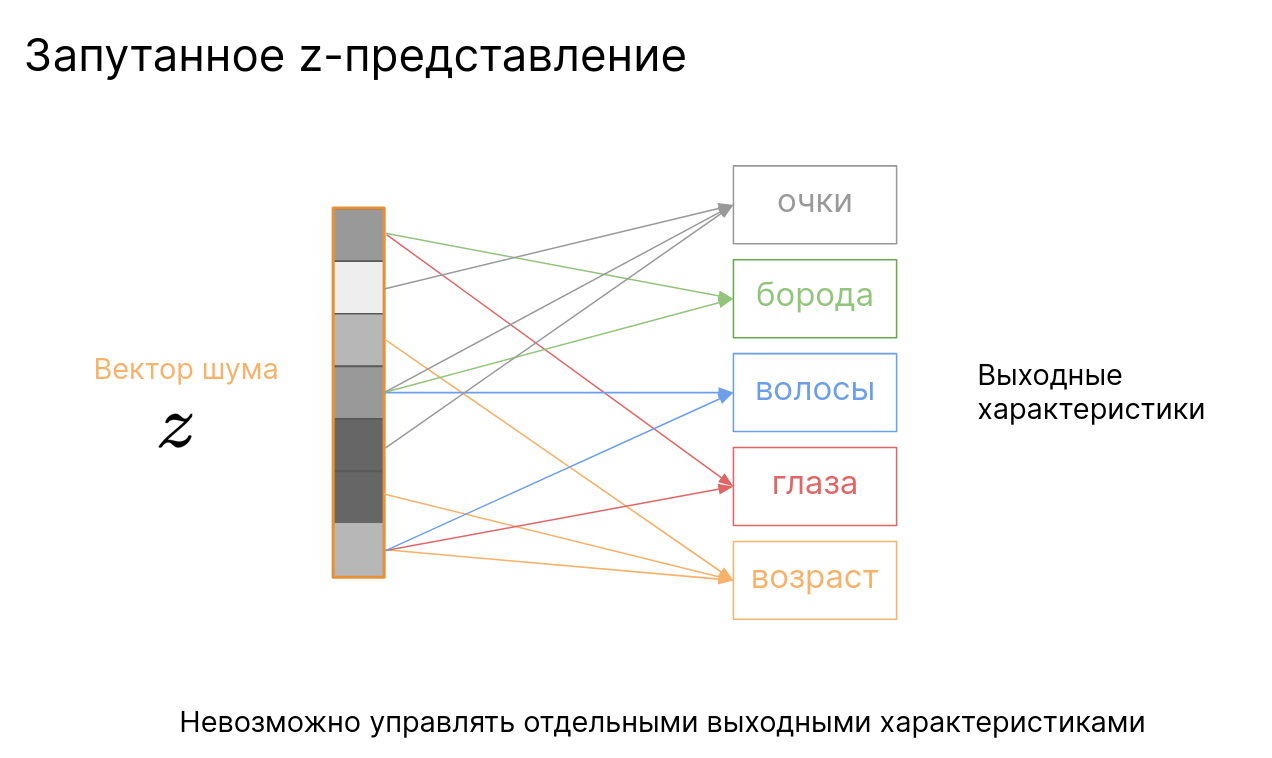 Запутанное z-представление
очки
борода
Вектор шума
z
волосы
Выходные
характеристики
глаза
возраст
Невозможно управлять отдельными выходными характеристиками